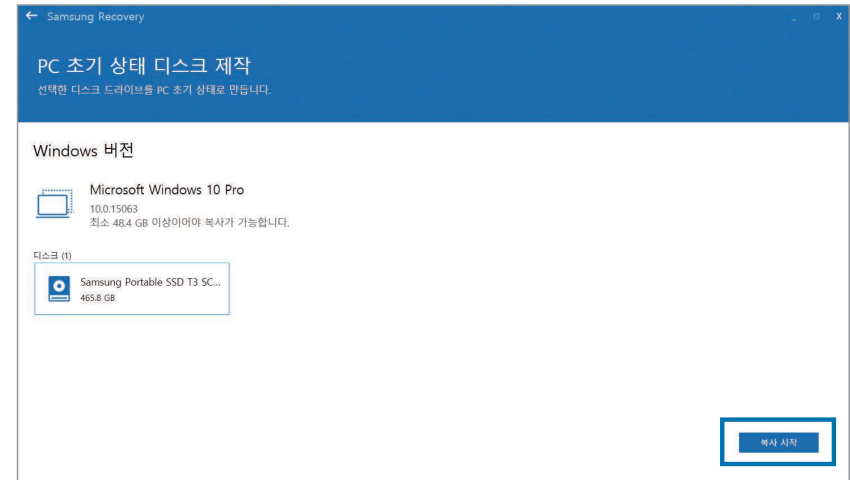 ← Samsung Recovery
PC 초기 상태 디스크 제작
선택한 디스크 드라이브를 PC 초기 상태로 만듭니다.
Windows 버전
Microsoft Windows 10 Pro
10.0.15063
최소 48.4 GB 이상이어야 복사가 가능합니다.
디스크 (1)
Samsung Portable SSD T3 SC...
465.8 GB
복사 시작